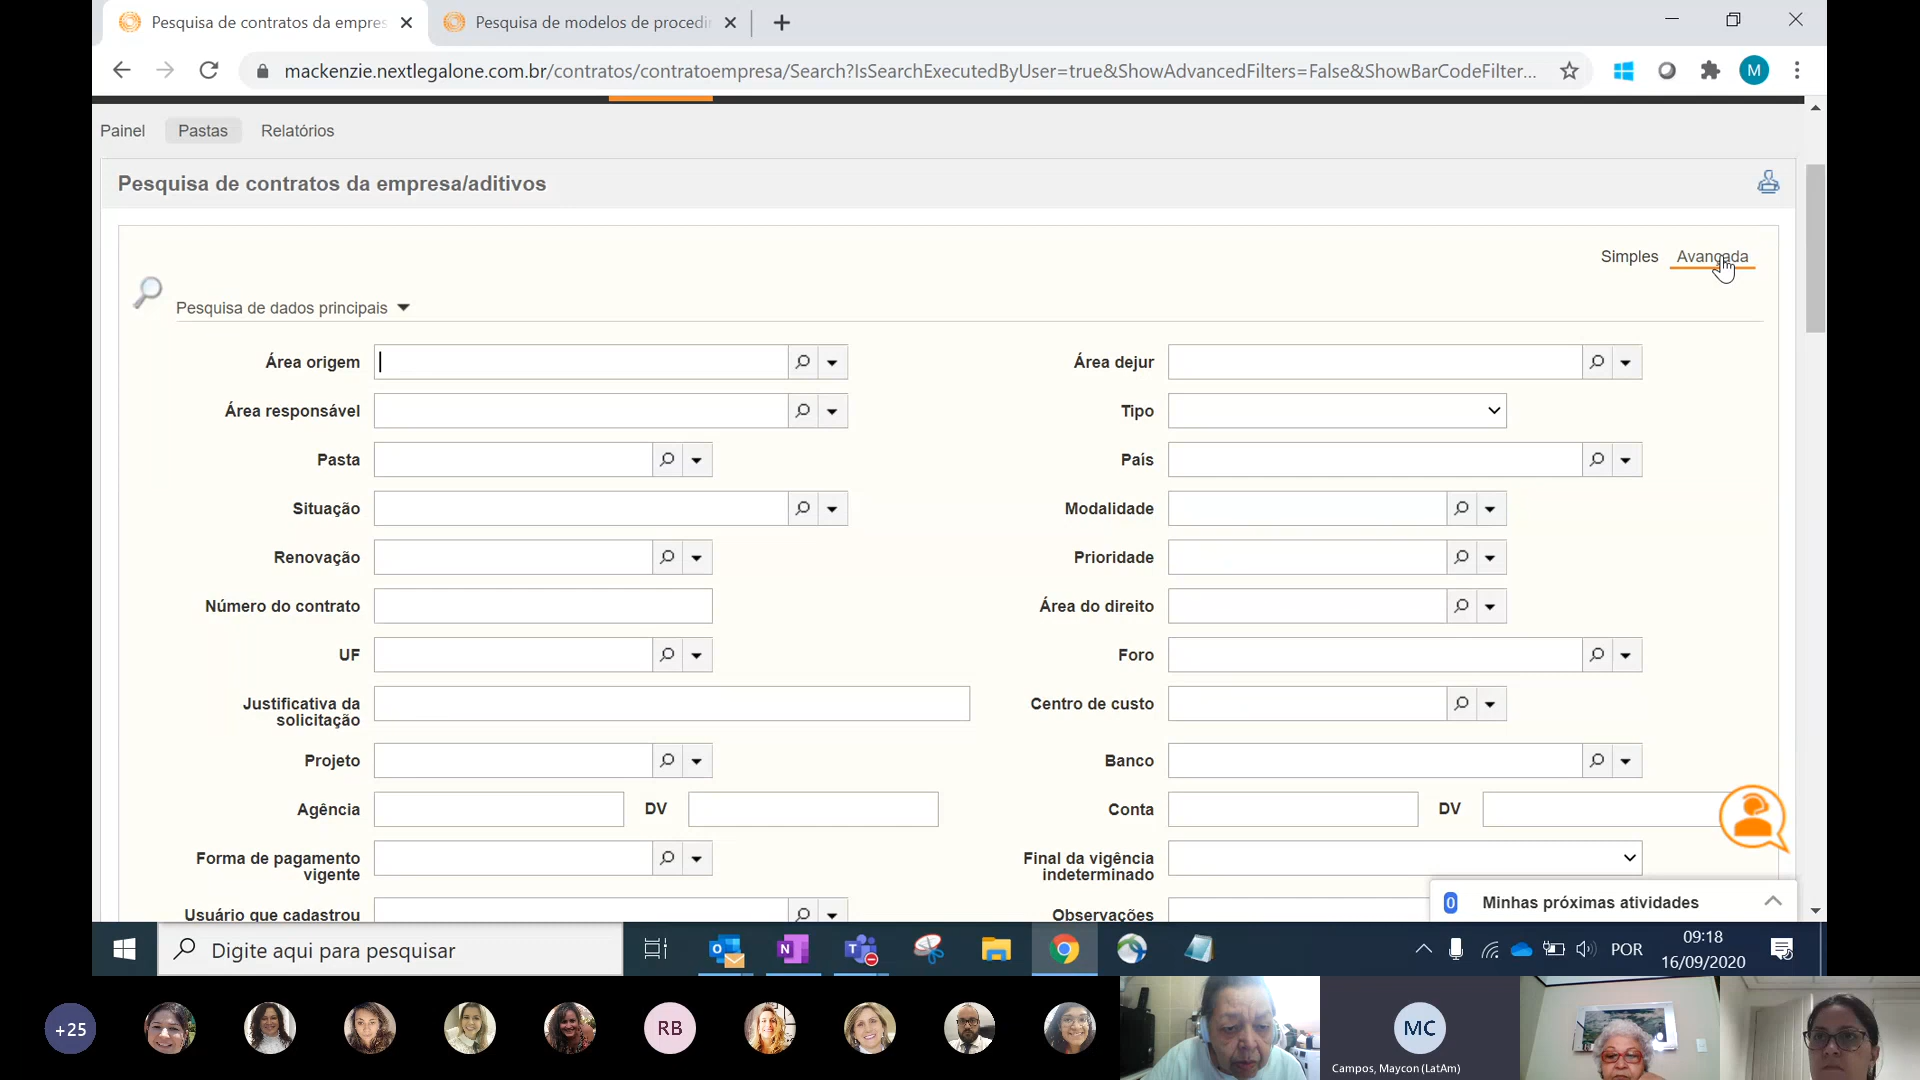 Pesquisa de contratos da empres
Pesquisa de modelos de procedi
mackenzie.nextlegalone.com.br/contratos/contratoempresa/Search?IsSearchExecutedByUser=true&ShowAdvancedFilters=False&ShowBarCodeFilter...
M
Painel Pastas Relatórios
Pesquisa de contratos da empresa/aditivos
Simples Avançada
Pesquisa de dados principais
Área origem
Área dejur
Área responsável
Tipo
Pasta
País
Situação
Modalidade
Renovação
Prioridade
Número do contrato
Área do direito
UF
Foro
Justificativa da
solicitação
Centro de custo
Projeto
Banco
Agência DV
Conta DV
Forma de pagamento
vigente
Final da vigência
indeterminado
Usuário que cadastrou
Observações
0 Minhas próximas atividades
Digite aqui para pesquisar
POR
09:18
16/09/2020
+25
RB
MC
Campos, Maycon (LatAm)